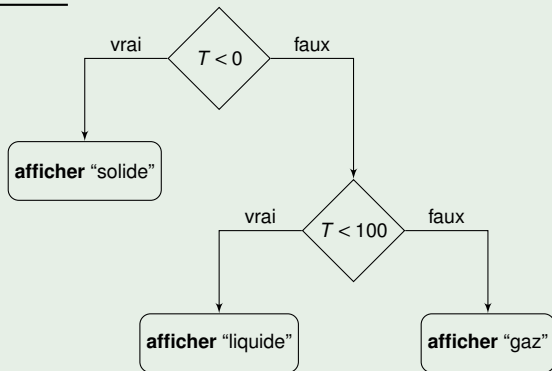 vrai
T < 0
faux
afficher “solide”
vrai
T < 100
faux
afficher “liquide”
afficher “gaz”